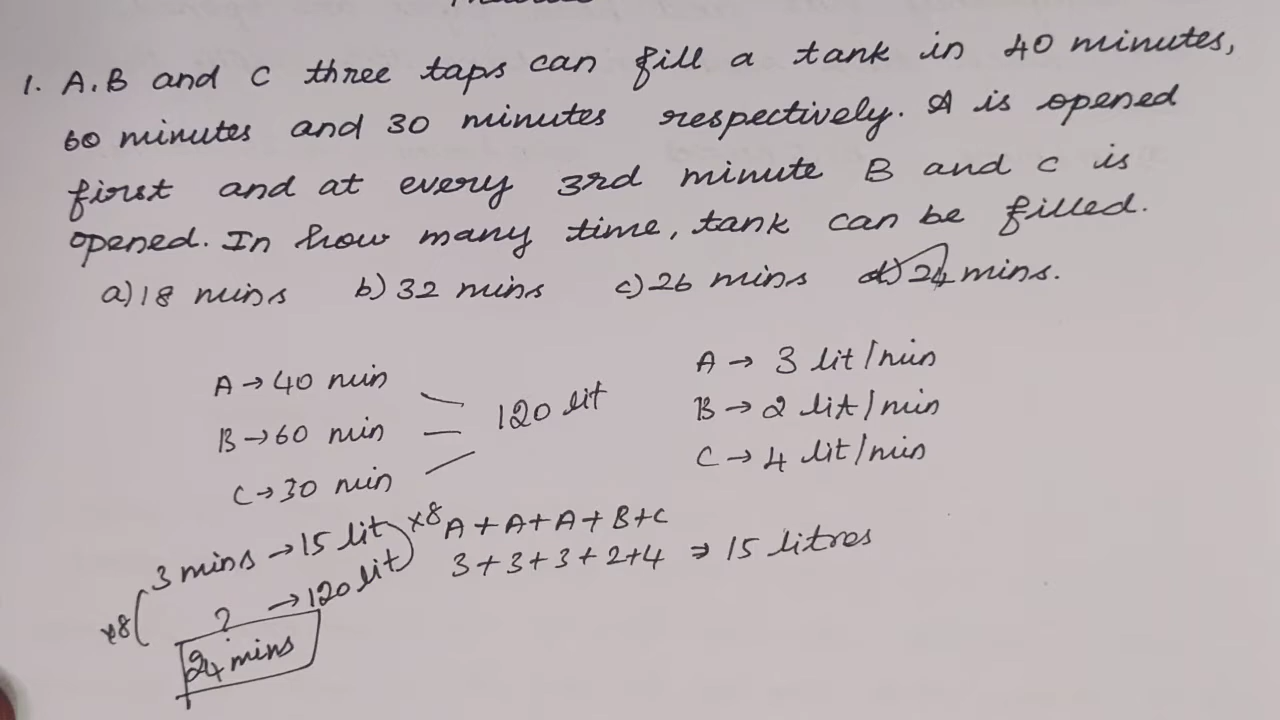 1. A.B and C three taps can fill a tank in 40 minutes,
60 minutes and 30 minutes respectively. A is opened
first and at every 3rd minute B and C is
opened. In how many time, tank can be filled.
a) 18 mins b) 32 mins c) 26 mins d) 24 mins.
A → 40 min
B → 60 min
C → 30 min
120 lit
A → 3 lit/min
B → 2 lit/min
C → 4 lit/min
A + A + A + B + C
3 + 3 + 3 + 2 + 4 ⇒ 15 litres
3 mins → 15 lit ×8
×8 ? → 120 lit
24 mins